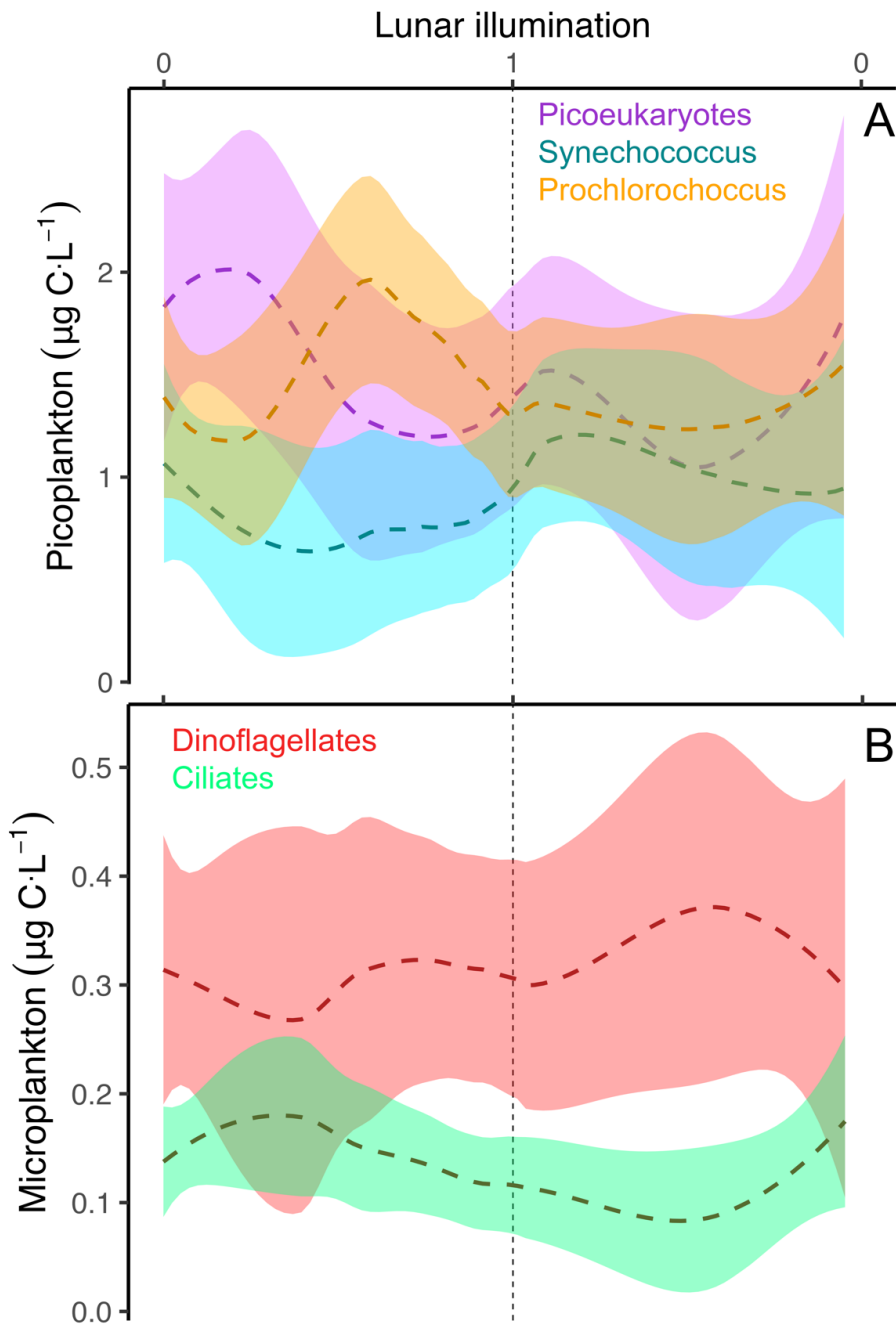 Lunar illumination
0 1 0
A
Picoeukaryotes
Synechococcus
Prochlorochoccus
Picoplankton (µg C·L⁻¹)
2
1
0
B
Dinoflagellates
Ciliates
Microplankton (µg C·L⁻¹)
0.5
0.4
0.3
0.2
0.1
0.0